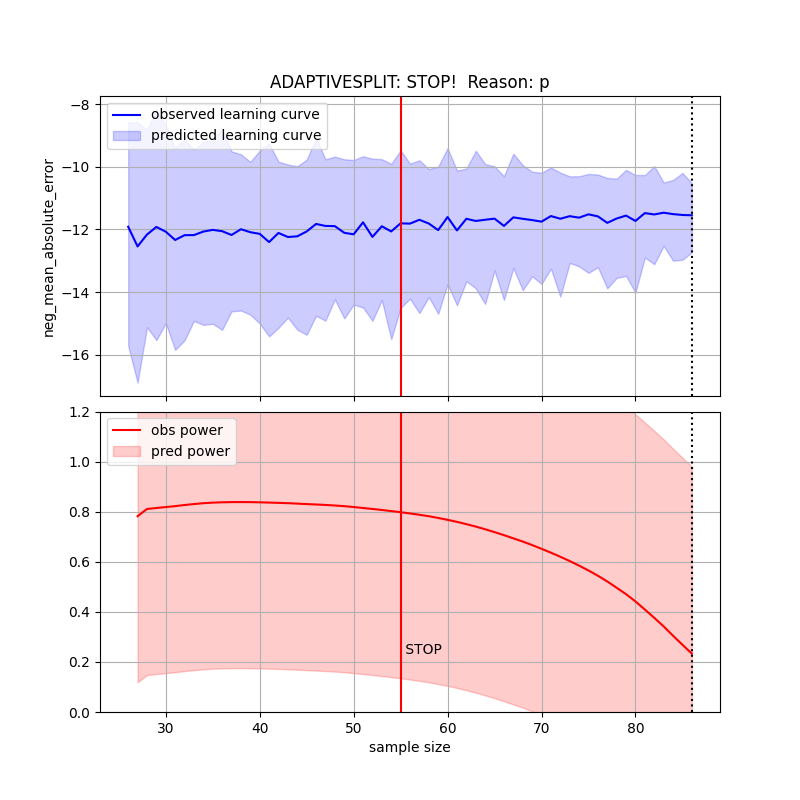 ADAPTIVESPLIT: STOP!  Reason: p
−8
observed learning curve
predicted learning curve
−10
−12
−14
−16
neg_mean_absolute_error
1.2
obs power
pred power
1.0
0.8
0.6
0.4
STOP
0.2
0.0
30 40 50 60 70 80
sample size